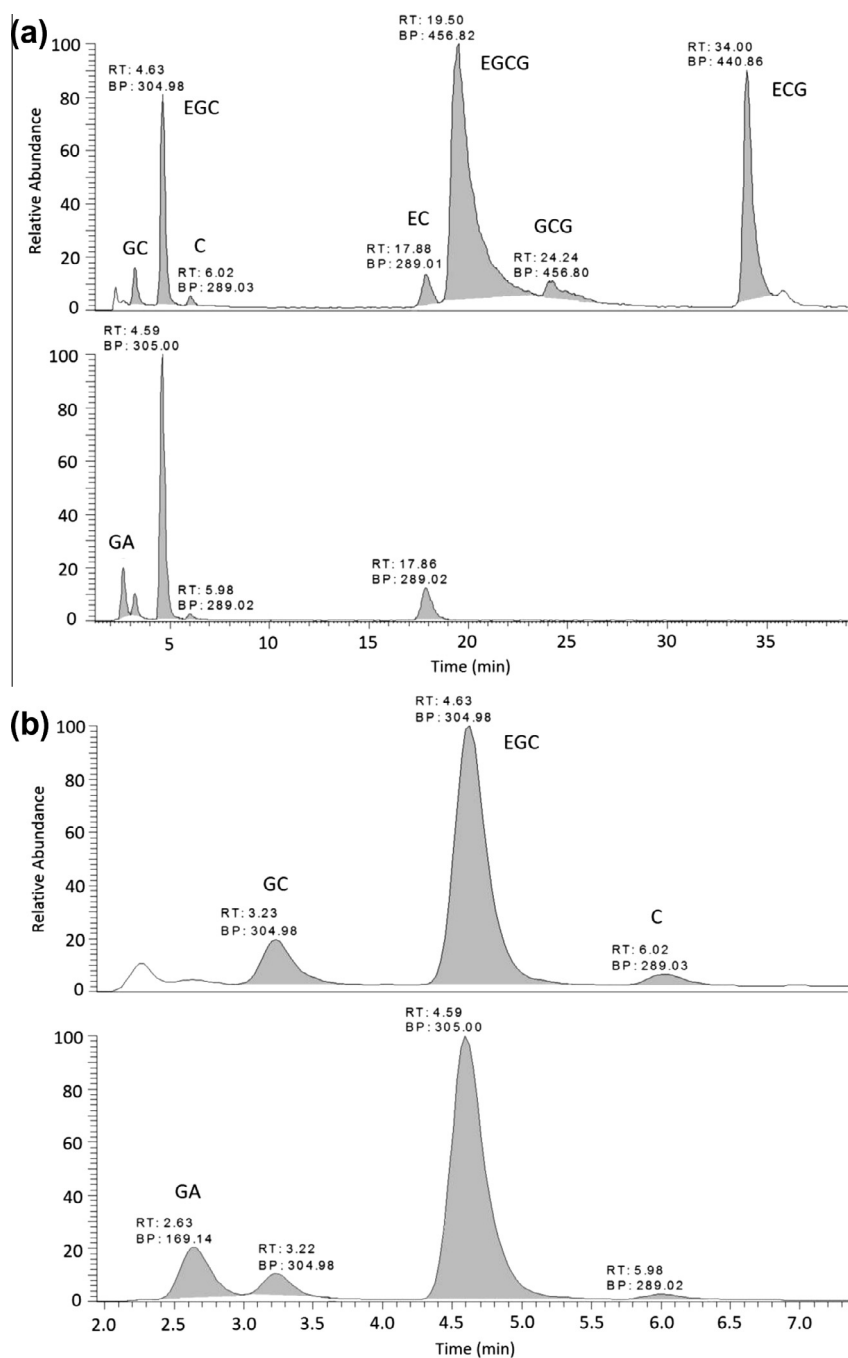 (a)
RT: 19.50
BP: 456.82
RT: 34.00
BP: 440.86
RT: 4.63
BP: 304.98
EGCG
ECG
EGC
100
80
60
40
20
0
Relative Abundance
GC
C
RT: 6.02
BP: 289.03
EC
RT: 17.88
BP: 289.01
GCG
RT: 24.24
BP: 456.80
RT: 4.59
BP: 305.00
100
80
60
40
20
0
GA
RT: 5.98
BP: 289.02
RT: 17.86
BP: 289.02
5 10 15 20 25 30 35
Time (min)
(b)
RT: 4.63
BP: 304.98
EGC
100
80
60
40
20
0
Relative Abundance
GC
RT: 3.23
BP: 304.98
C
RT: 6.02
BP: 289.03
RT: 4.59
BP: 305.00
100
80
60
40
20
0
GA
RT: 2.63
BP: 169.14
RT: 3.22
BP: 304.98
RT: 5.98
BP: 289.02
2.0 2.5 3.0 3.5 4.0 4.5 5.0 5.5 6.0 6.5 7.0
Time (min)